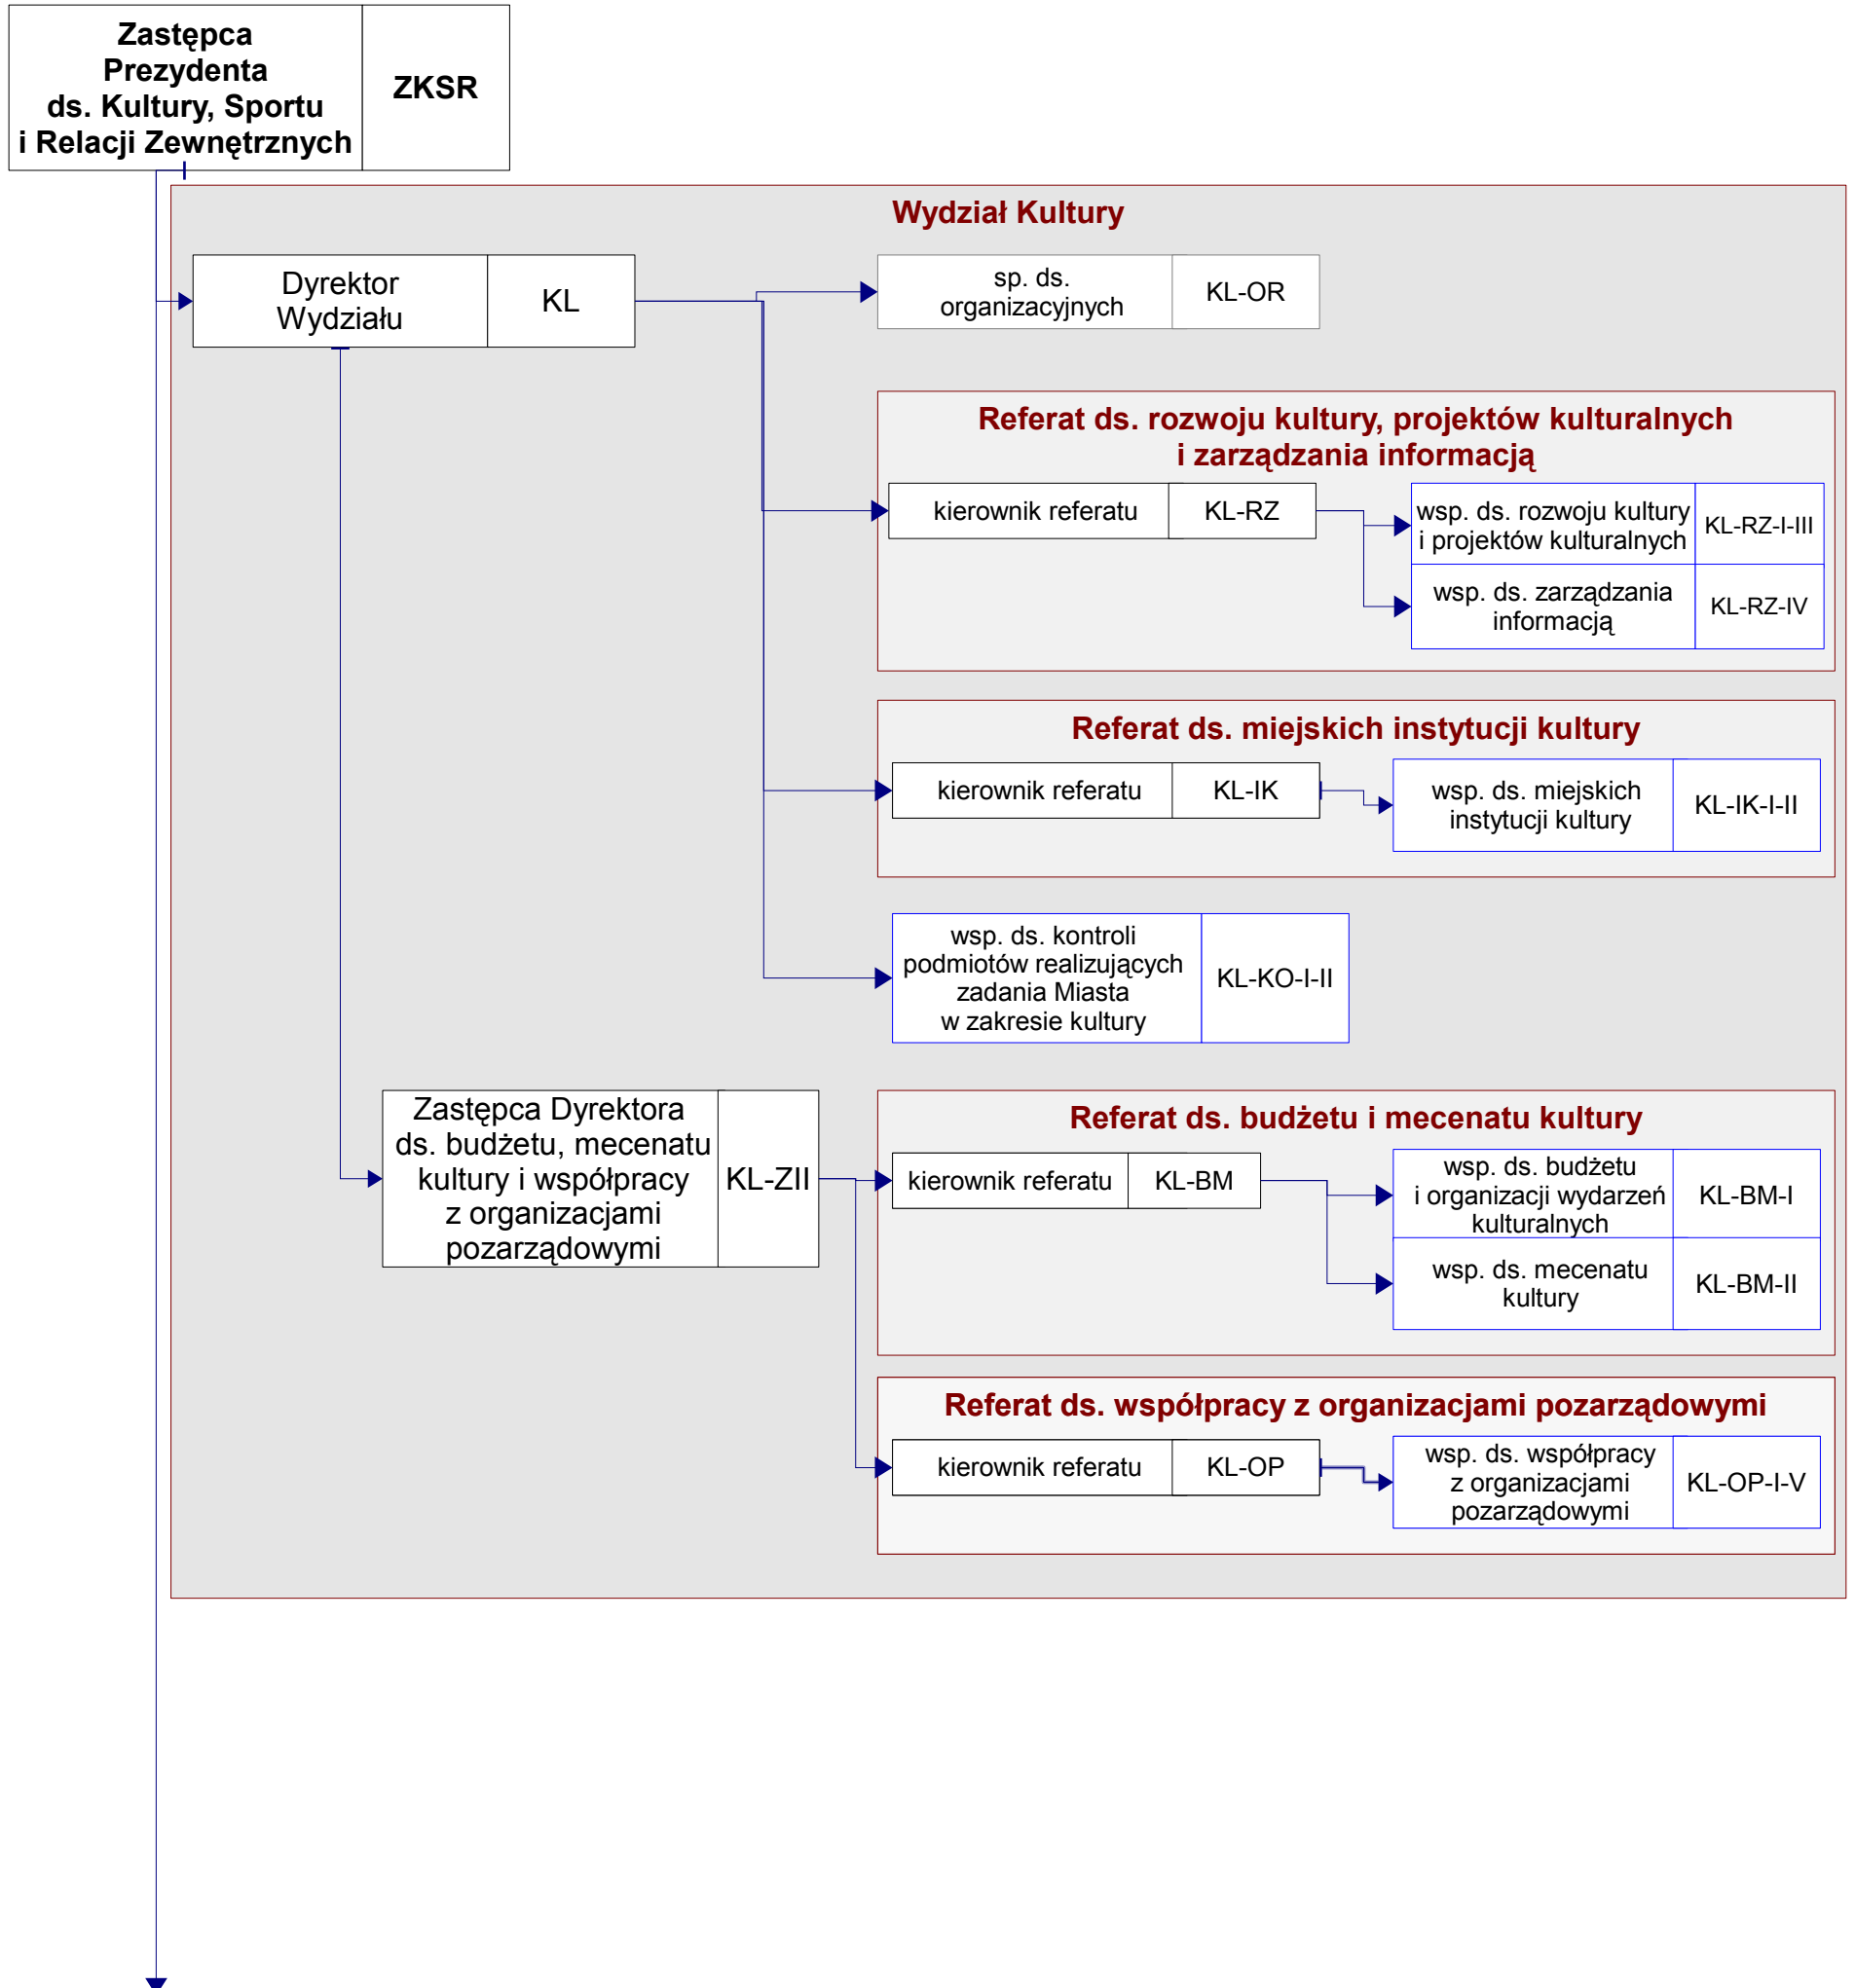 Zastępca
Prezydenta
ds. Kultury, Sportu
i Relacji Zewnętrznych
ZKSR
Wydział Kultury
Dyrektor
Wydziału
KL
sp. ds.
organizacyjnych
KL-OR
Referat ds. rozwoju kultury, projektów kulturalnych
i zarządzania informacją
kierownik referatu
KL-RZ
wsp. ds. rozwoju kultury
i projektów kulturalnych
KL-RZ-I-III
wsp. ds. zarządzania
informacją
KL-RZ-IV
Referat ds. miejskich instytucji kultury
kierownik referatu
KL-IK
wsp. ds. miejskich
instytucji kultury
KL-IK-I-II
wsp. ds. kontroli
podmiotów realizujących
zadania Miasta
w zakresie kultury
KL-KO-I-II
Zastępca Dyrektora
ds. budżetu, mecenatu
kultury i współpracy
z organizacjami
pozarządowymi
KL-ZII
Referat ds. budżetu i mecenatu kultury
kierownik referatu
KL-BM
wsp. ds. budżetu
i organizacji wydarzeń
kulturalnych
KL-BM-I
wsp. ds. mecenatu
kultury
KL-BM-II
Referat ds. współpracy z organizacjami pozarządowymi
kierownik referatu
KL-OP
wsp. ds. współpracy
z organizacjami
pozarządowymi
KL-OP-I-V